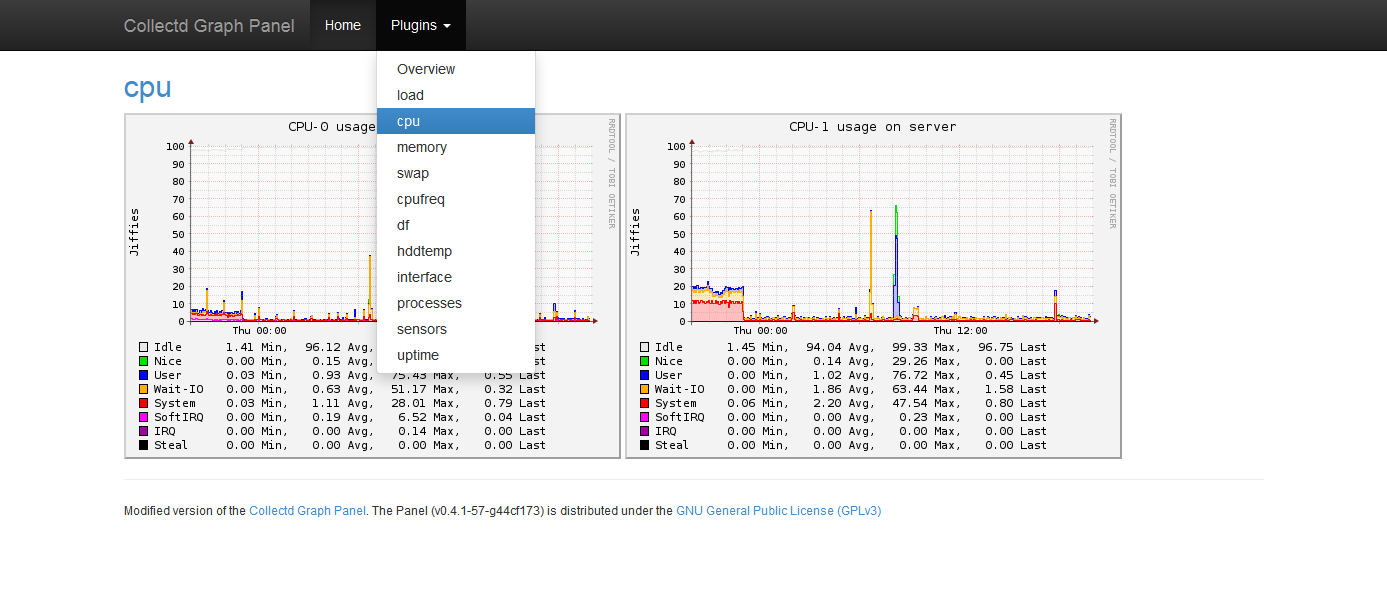 Collectd Graph Panel Home Plugins
Overview
load
cpu
memory
swap
cpufreq
df
hddtemp
interface
processes
sensors
uptime
cpu
CPU-0 usage
RRDTOOL / TOBI OETIKER
Jiffies
100
90
80
70
60
50
40
30
20
10
0
Thu 00:00
Idle 1.41 Min, 96.12 Avg, Last
Nice 0.00 Min, 0.15 Avg, Last
User 0.03 Min, 0.93 Avg, 75.43 Max, 0.55 Last
Wait-IO 0.00 Min, 0.63 Avg, 51.17 Max, 0.32 Last
System 0.03 Min, 1.11 Avg, 28.01 Max, 0.79 Last
SoftIRQ 0.00 Min, 0.19 Avg, 6.52 Max, 0.04 Last
IRQ 0.00 Min, 0.00 Avg, 0.14 Max, 0.00 Last
Steal 0.00 Min, 0.00 Avg, 0.00 Max, 0.00 Last
CPU-1 usage on server
RRDTOOL / TOBI OETIKER
Jiffies
100
90
80
70
60
50
40
30
20
10
0
Thu 00:00 Thu 12:00
Idle 1.45 Min, 94.04 Avg, 99.33 Max, 96.75 Last
Nice 0.00 Min, 0.14 Avg, 29.26 Max, 0.00 Last
User 0.00 Min, 1.02 Avg, 76.72 Max, 0.45 Last
Wait-IO 0.00 Min, 1.86 Avg, 63.44 Max, 1.58 Last
System 0.06 Min, 2.20 Avg, 47.54 Max, 0.80 Last
SoftIRQ 0.00 Min, 0.00 Avg, 0.23 Max, 0.00 Last
IRQ 0.00 Min, 0.00 Avg, 0.00 Max, 0.00 Last
Steal 0.00 Min, 0.00 Avg, 0.00 Max, 0.00 Last
Modified version of the Collectd Graph Panel. The Panel (v0.4.1-57-g44cf173) is distributed under the GNU General Public License (GPLv3)